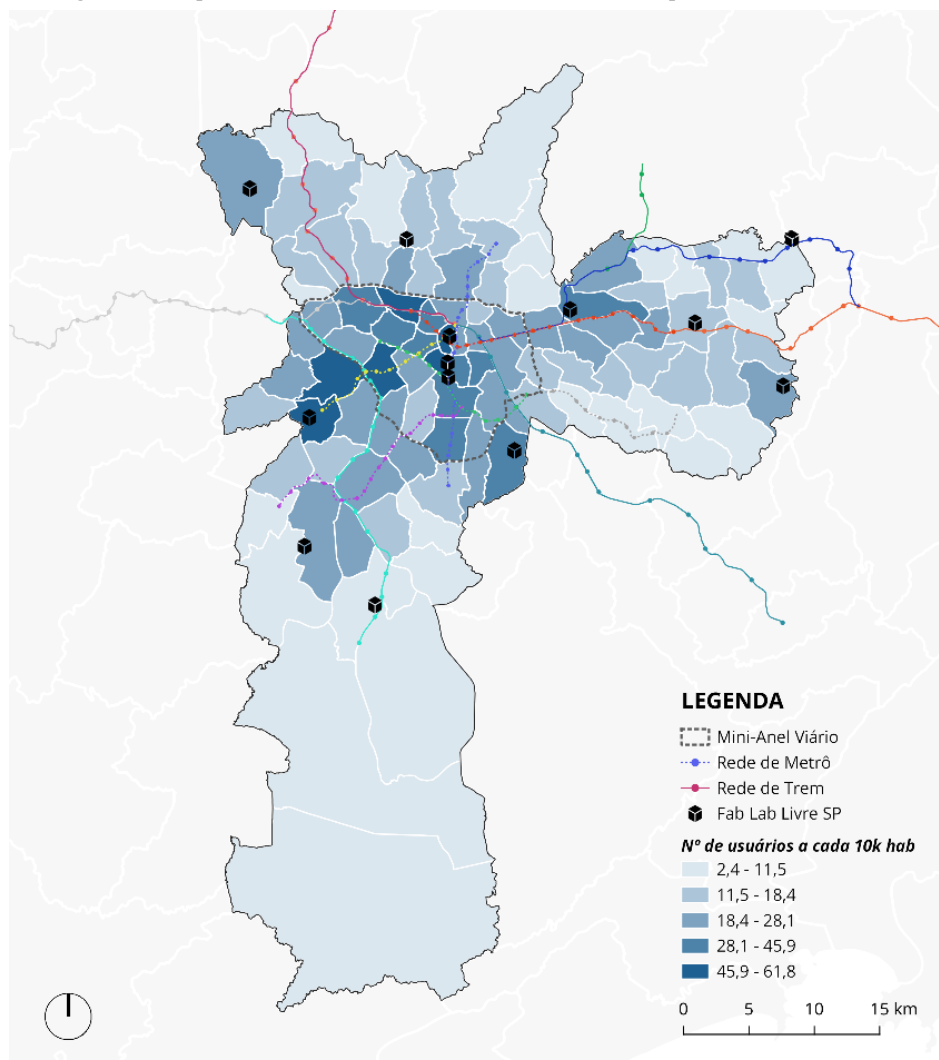 LEGENDA
Mini-Anel Viário
Rede de Metrô
Rede de Trem
Fab Lab Livre SP
Nº de usuários a cada 10k hab
2,4 - 11,5
11,5 - 18,4
18,4 - 28,1
28,1 - 45,9
45,9 - 61,8
0 5 10 15 km